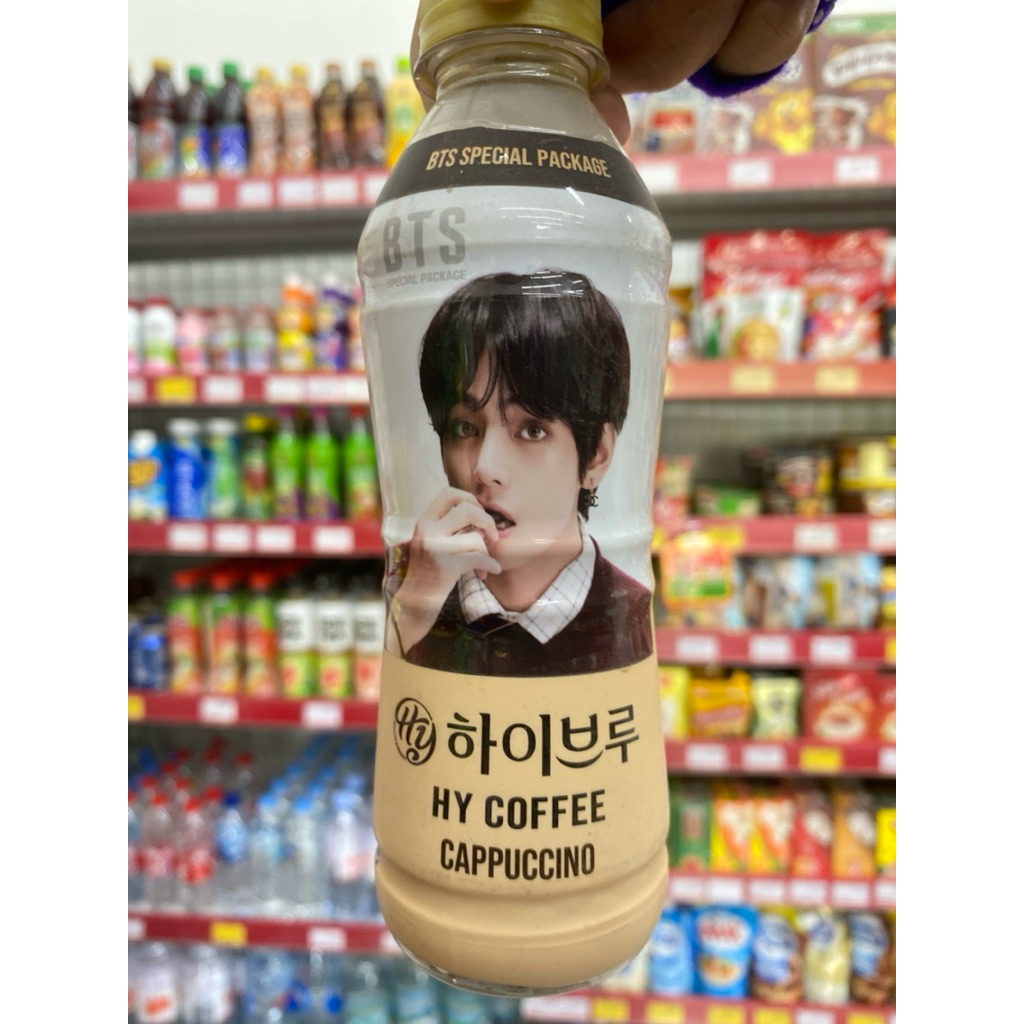 BTS SPECIAL PACKAGE
BTS
SPECIAL PACKAGE
Hy 하이브루
HY COFFEE
CAPPUCCINO